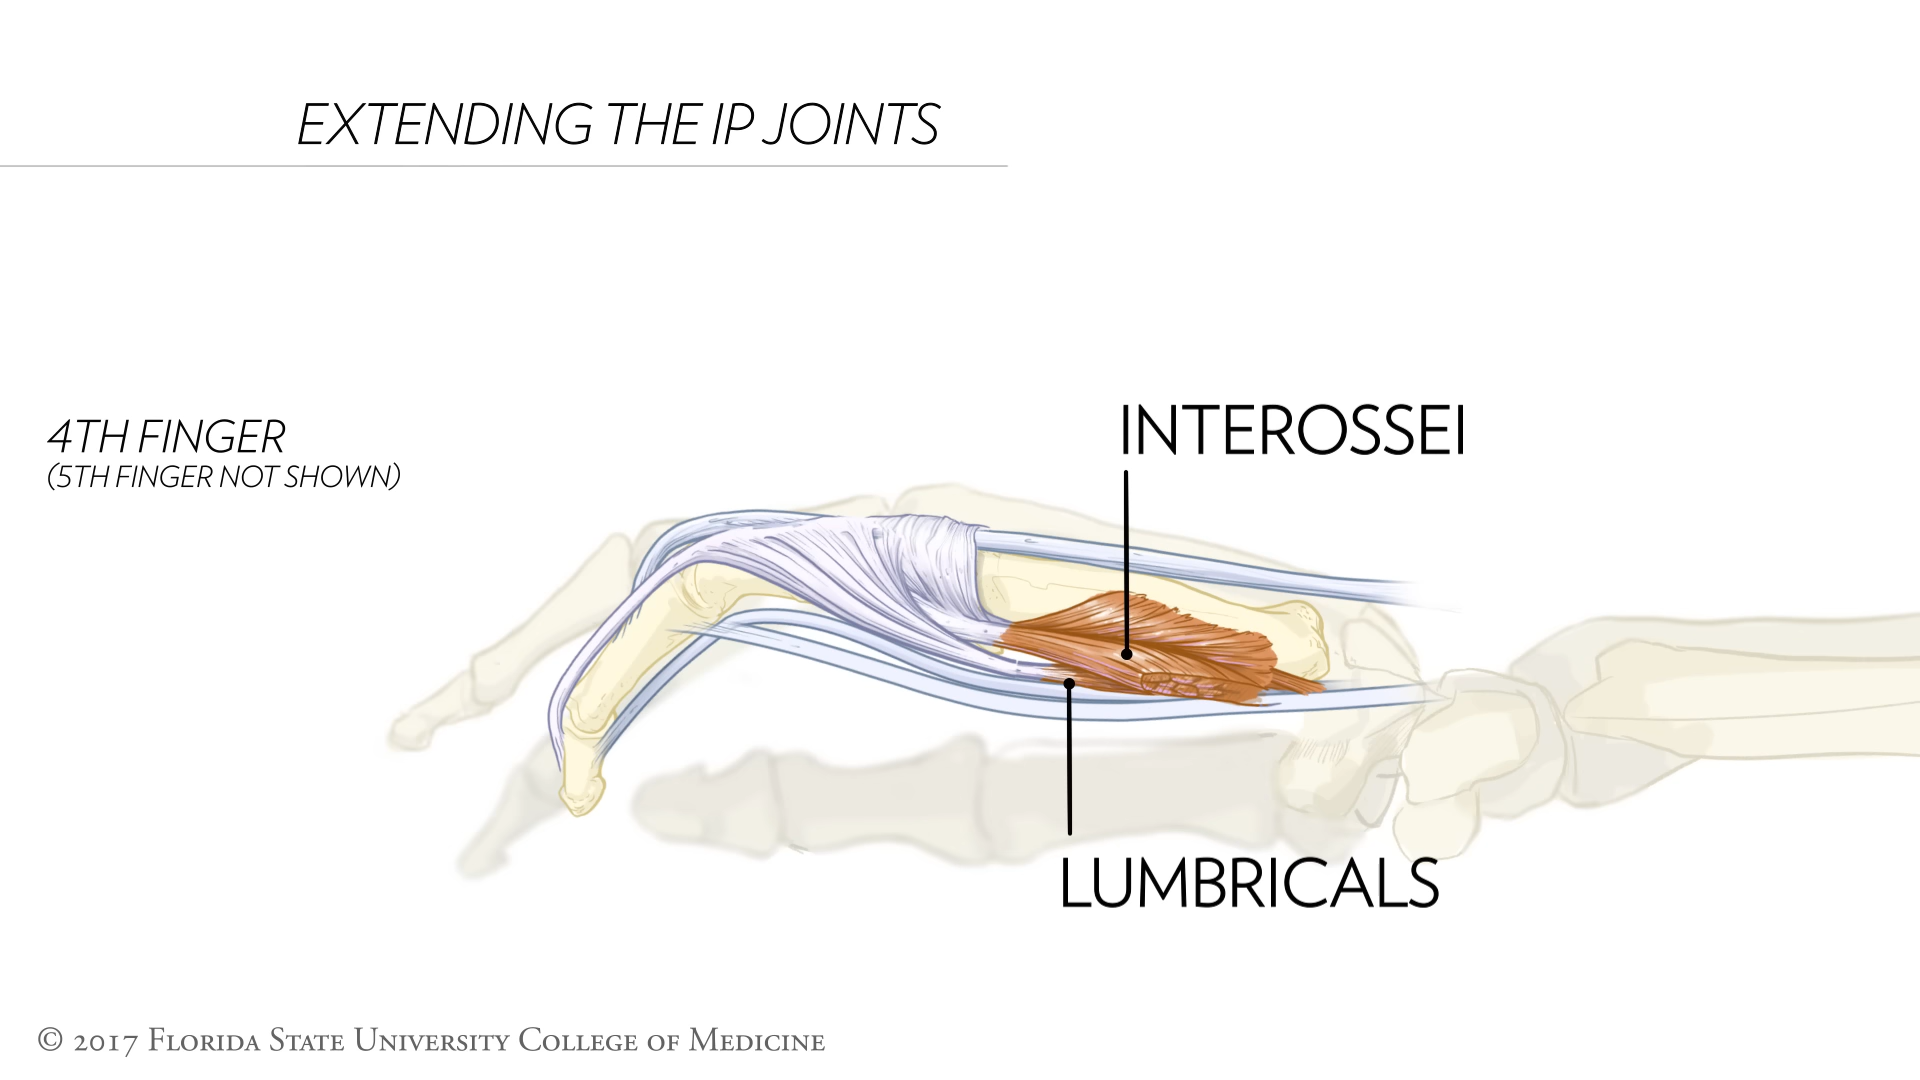 EXTENDING THE IP JOINTS
4TH FINGER
(5TH FINGER NOT SHOWN)
INTEROSSEI
LUMBRICALS
© 2017 Florida State University College of Medicine